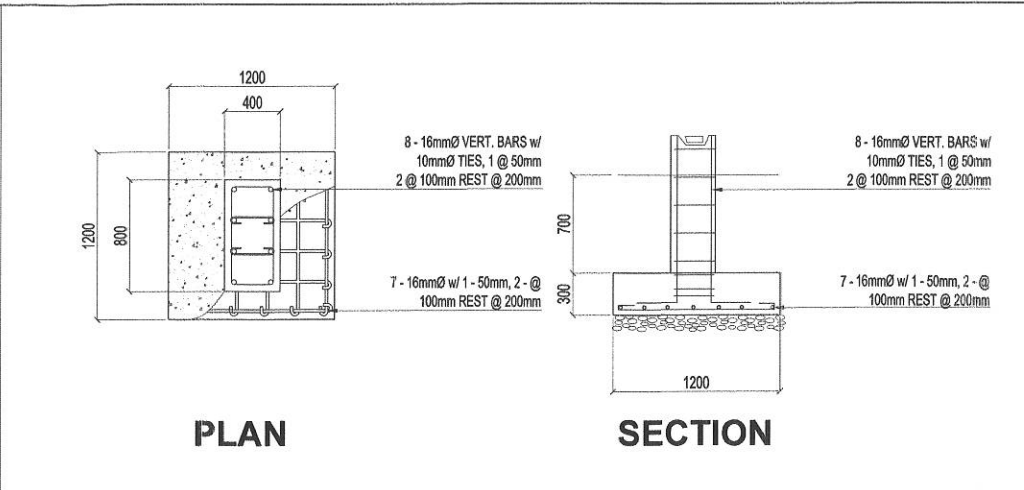 1200
400
8 - 16mmØ VERT. BARS w/
10mmØ TIES, 1 @ 50mm
2 @ 100mm REST @ 200mm
1200
800
7 - 16mmØ w/ 1 - 50mm, 2 - @
100mm REST @ 200mm
PLAN
8 - 16mmØ VERT. BARS w/
10mmØ TIES, 1 @ 50mm
2 @ 100mm REST @ 200mm
700
300
7 - 16mmØ w/ 1 - 50mm, 2 - @
100mm REST @ 200mm
1200
SECTION